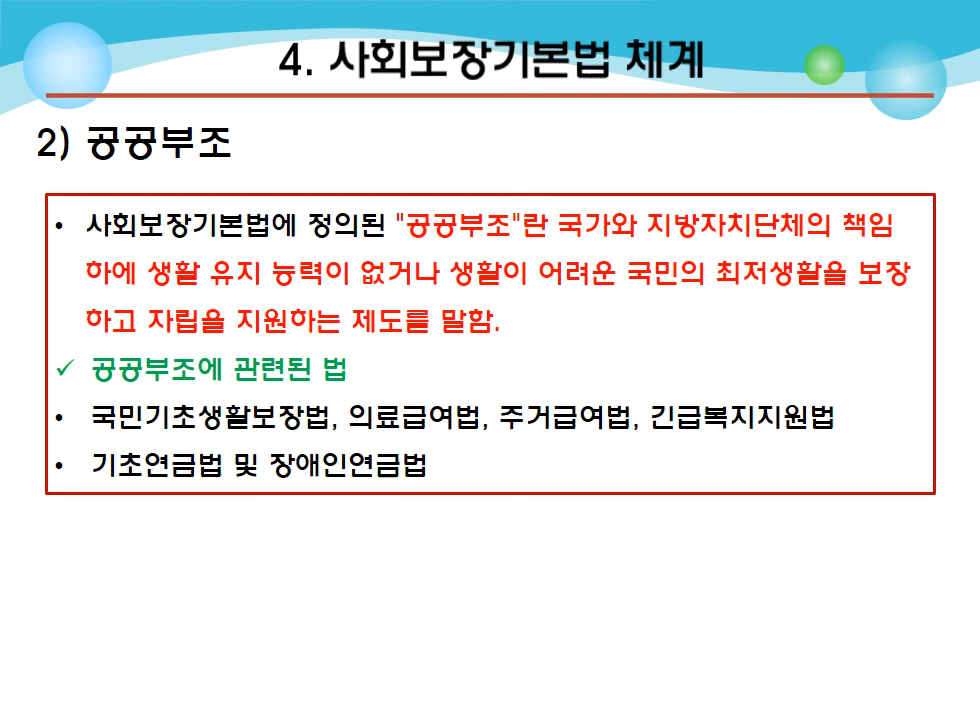 4. 사회보장기본법 체계
2) 공공부조
• 사회보장기본법에 정의된 "공공부조"란 국가와 지방자치단체의 책임
하에 생활 유지 능력이 없거나 생활이 어려운 국민의 최저생활을 보장
하고 자립을 지원하는 제도를 말함.
✓ 공공부조에 관련된 법
• 국민기초생활보장법, 의료급여법, 주거급여법, 긴급복지지원법
• 기초연금법 및 장애인연금법